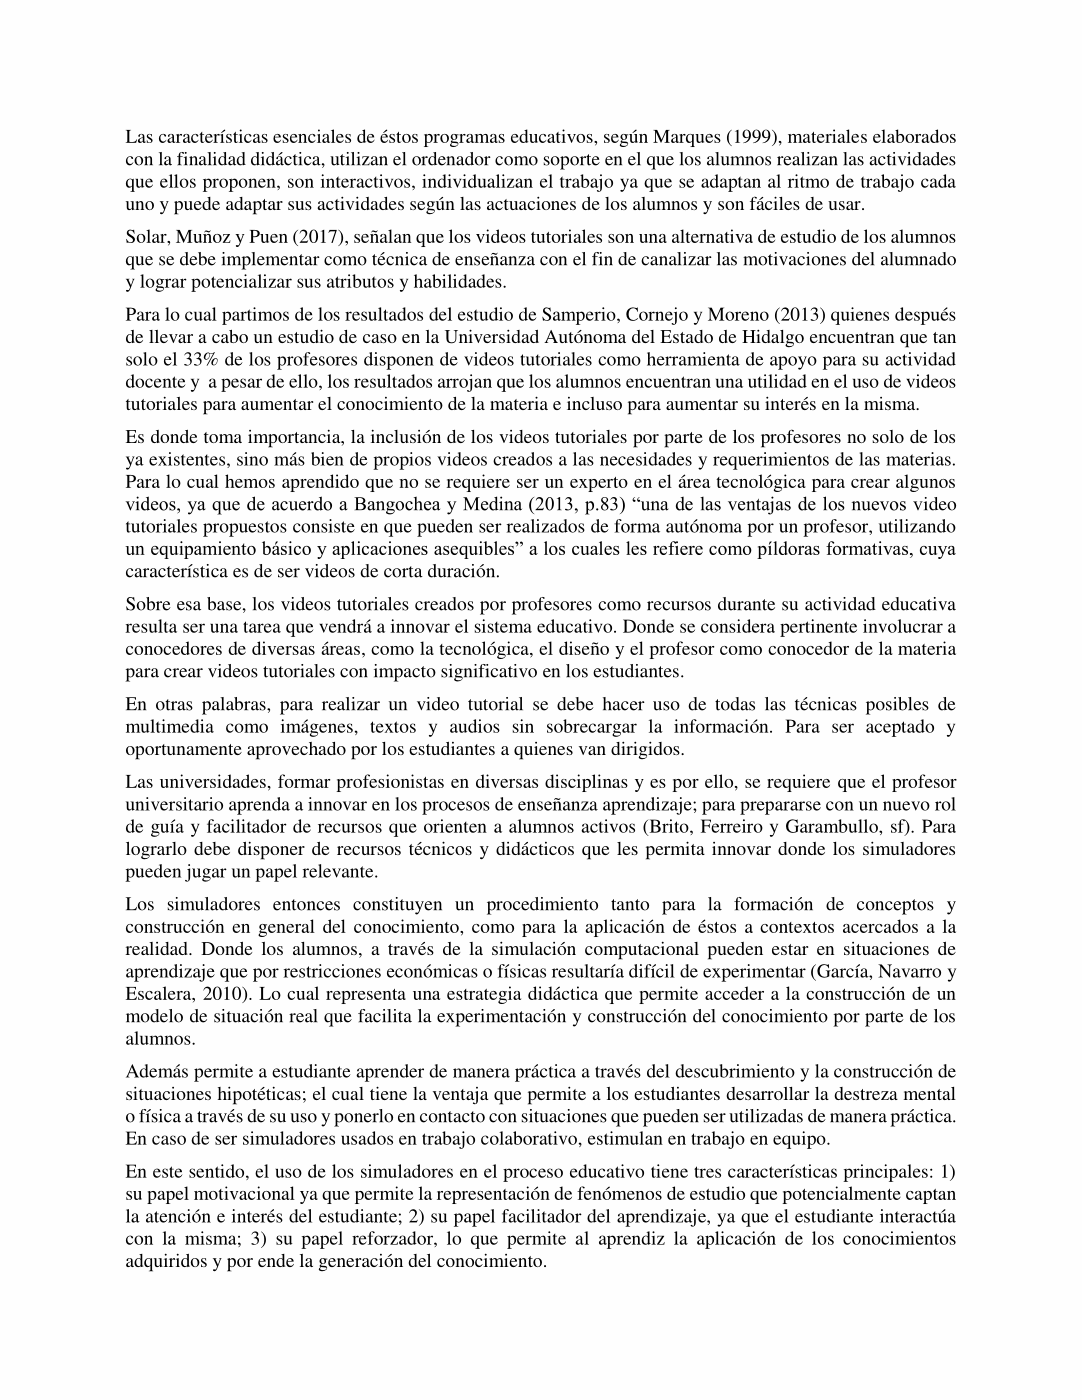 Las características esenciales de éstos programas educativos, según Marques (1999), materiales elaborados
con la finalidad didáctica, utilizan el ordenador como soporte en el que los alumnos realizan las actividades
que ellos proponen, son interactivos, individualizan el trabajo ya que se adaptan al ritmo de trabajo cada
uno y puede adaptar sus actividades según las actuaciones de los alumnos y son fáciles de usar.
Solar, Muñoz y Puen (2017), señalan que los videos tutoriales son una alternativa de estudio de los alumnos
que se debe implementar como técnica de enseñanza con el fin de canalizar las motivaciones del alumnado
y lograr potencializar sus atributos y habilidades.
Para lo cual partimos de los resultados del estudio de Samperio, Cornejo y Moreno (2013) quienes después
de llevar a cabo un estudio de caso en la Universidad Autónoma del Estado de Hidalgo encuentran que tan
solo el 33% de los profesores disponen de videos tutoriales como herramienta de apoyo para su actividad
docente y  a pesar de ello, los resultados arrojan que los alumnos encuentran una utilidad en el uso de videos
tutoriales para aumentar el conocimiento de la materia e incluso para aumentar su interés en la misma.
Es donde toma importancia, la inclusión de los videos tutoriales por parte de los profesores no solo de los
ya existentes, sino más bien de propios videos creados a las necesidades y requerimientos de las materias.
Para lo cual hemos aprendido que no se requiere ser un experto en el área tecnológica para crear algunos
videos, ya que de acuerdo a Bangochea y Medina (2013, p.83) “una de las ventajas de los nuevos video
tutoriales propuestos consiste en que pueden ser realizados de forma autónoma por un profesor, utilizando
un equipamiento básico y aplicaciones asequibles” a los cuales les refiere como píldoras formativas, cuya
característica es de ser videos de corta duración.
Sobre esa base, los videos tutoriales creados por profesores como recursos durante su actividad educativa
resulta ser una tarea que vendrá a innovar el sistema educativo. Donde se considera pertinente involucrar a
conocedores de diversas áreas, como la tecnológica, el diseño y el profesor como conocedor de la materia
para crear videos tutoriales con impacto significativo en los estudiantes.
En otras palabras, para realizar un video tutorial se debe hacer uso de todas las técnicas posibles de
multimedia como imágenes, textos y audios sin sobrecargar la información. Para ser aceptado y
oportunamente aprovechado por los estudiantes a quienes van dirigidos.
Las universidades, formar profesionistas en diversas disciplinas y es por ello, se requiere que el profesor
universitario aprenda a innovar en los procesos de enseñanza aprendizaje; para prepararse con un nuevo rol
de guía y facilitador de recursos que orienten a alumnos activos (Brito, Ferreiro y Garambullo, sf). Para
lograrlo debe disponer de recursos técnicos y didácticos que les permita innovar donde los simuladores
pueden jugar un papel relevante.
Los simuladores entonces constituyen un procedimiento tanto para la formación de conceptos y
construcción en general del conocimiento, como para la aplicación de éstos a contextos acercados a la
realidad. Donde los alumnos, a través de la simulación computacional pueden estar en situaciones de
aprendizaje que por restricciones económicas o físicas resultaría difícil de experimentar (García, Navarro y
Escalera, 2010). Lo cual representa una estrategia didáctica que permite acceder a la construcción de un
modelo de situación real que facilita la experimentación y construcción del conocimiento por parte de los
alumnos.
Además permite a estudiante aprender de manera práctica a través del descubrimiento y la construcción de
situaciones hipotéticas; el cual tiene la ventaja que permite a los estudiantes desarrollar la destreza mental
o física a través de su uso y ponerlo en contacto con situaciones que pueden ser utilizadas de manera práctica.
En caso de ser simuladores usados en trabajo colaborativo, estimulan en trabajo en equipo.
En este sentido, el uso de los simuladores en el proceso educativo tiene tres características principales: 1)
su papel motivacional ya que permite la representación de fenómenos de estudio que potencialmente captan
la atención e interés del estudiante; 2) su papel facilitador del aprendizaje, ya que el estudiante interactúa
con la misma; 3) su papel reforzador, lo que permite al aprendiz la aplicación de los conocimientos
adquiridos y por ende la generación del conocimiento.